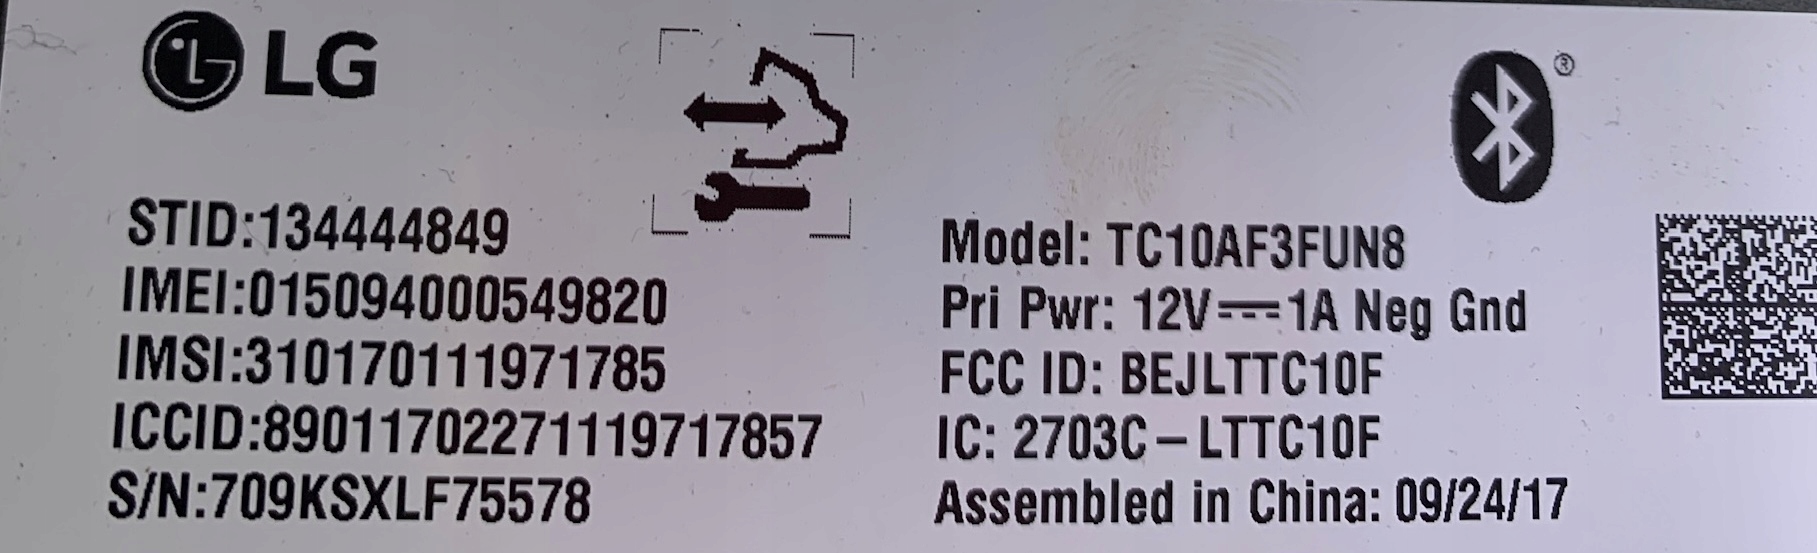 LG
STID:134444849
IMEI:015094000549820
IMSI:310170111971785
ICCID:89011702271119717857
S/N:709KSXLF75578
®
Model: TC10AF3FUN8
Pri Pwr: 12V⎓1A Neg Gnd
FCC ID: BEJLTTC10F
IC: 2703C–LTTC10F
Assembled in China: 09/24/17